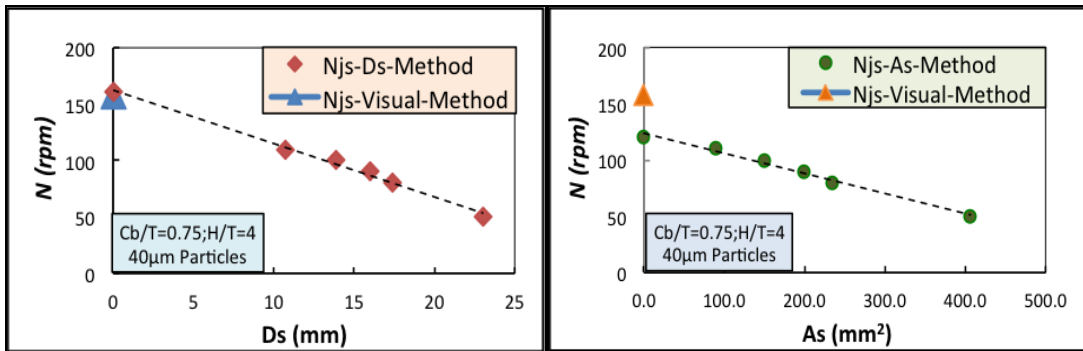 200
150
100
50
0
N (rpm)
Njs-Ds-Method
Njs-Visual-Method
Cb/T=0.75;H/T=4
40µm Particles
0 5 10 15 20 25
Ds (mm)
200
150
100
50
0
N (rpm)
Njs-As-Method
Njs-Visual-Method
Cb/T=0.75;H/T=4
40µm Particles
0.0 100.0 200.0 300.0 400.0 500.0
As (mm²)